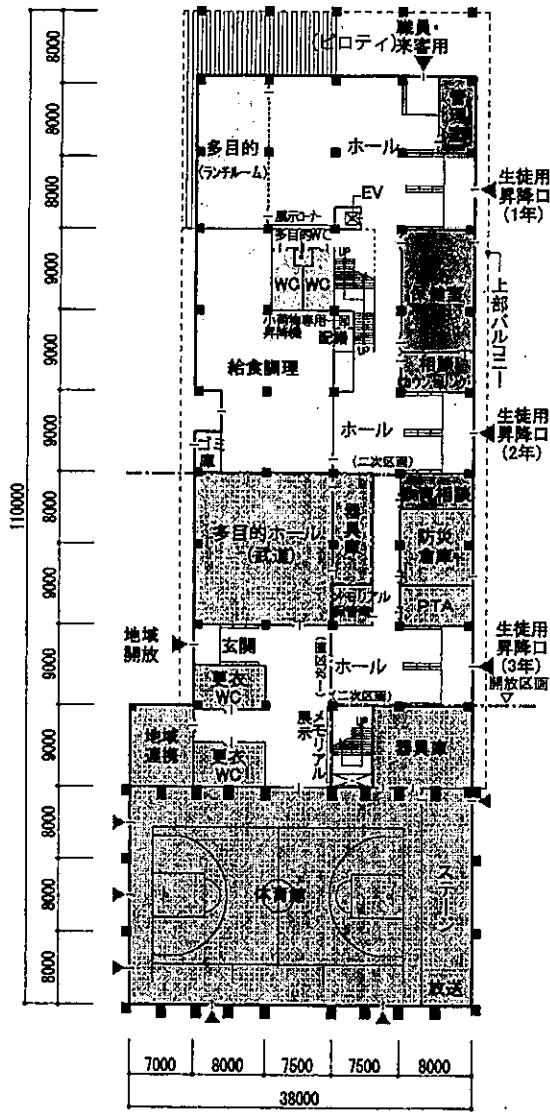 職員・
来客用
(ピロティ)
多目的
(ランチルーム)
ホール
生徒用
昇降口
(1年)
EV
展示コーナー
多目的WC
WC
WC
UP
UP
小荷物専用
昇降機
配膳
給食調理
上部バルコニー
ゴミ
庫
ホール
(二次区画)
生徒用
昇降口
(2年)
多目的ホール
(武道)
器具庫
防災
倉庫
PTA
地域
開放
玄関
ホール
生徒用
昇降口
(3年)
開放区画
更衣
WC
(二次区画)
地域
連携
更衣
WC
メモリアル
展示
UP
器具庫
体育館
ステージ
放送
8000
8000
8000
9000
9000
9000
8000
9000
9000
9000
8000
8000
8000
110000
7000
8000
7500
7500
8000
38000